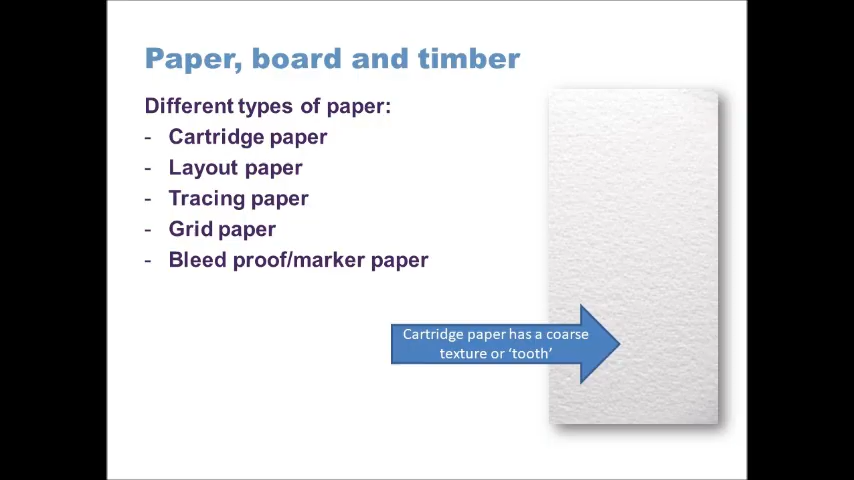 Paper, board and timber
Different types of paper:
- Cartridge paper
- Layout paper
- Tracing paper
- Grid paper
- Bleed proof/marker paper
Cartridge paper has a coarse
texture or ‘tooth’